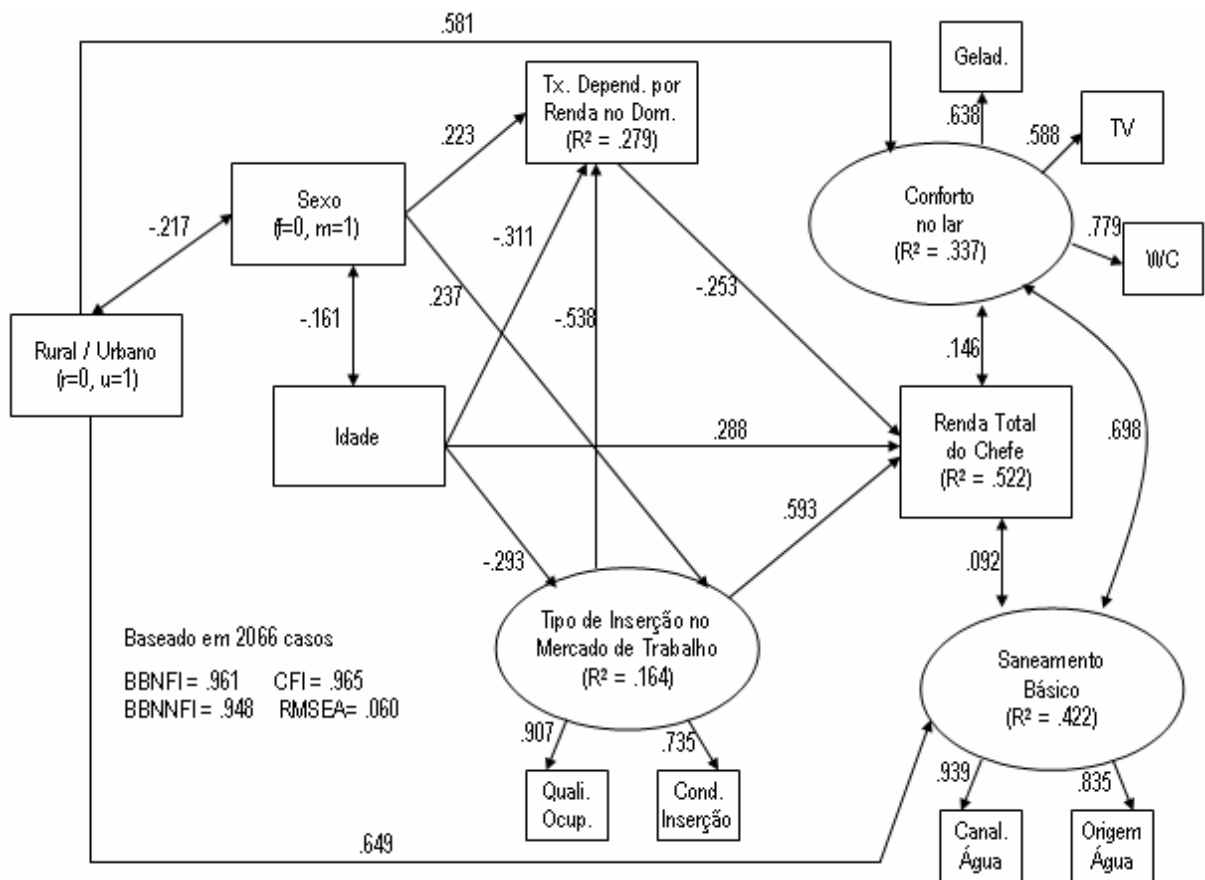 .581
Gelad.
Tx. Depend. por
Renda no Dom.
(R² = .279)
.638
.588
TV
.223
Sexo
(f=0, m=1)
Conforto
no lar
(R² = .337)
-.217
-.311
.779
WC
.237
-.253
-.161
-.538
Rural / Urbano
(r=0, u=1)
.146
Idade
.288
Renda Total
do Chefe
(R² = .522)
.698
.593
-.293
.092
Tipo de Inserção no
Mercado de Trabalho
(R² = .164)
Baseado em 2066 casos
BBNFI = .961 CFI = .965
BBNNFI = .948 RMSEA= .060
Saneamento
Básico
(R² = .422)
.907
.735
.939
.835
Quali.
Ocup.
Cond.
Inserção
Canal.
Água
Origem
Água
.649